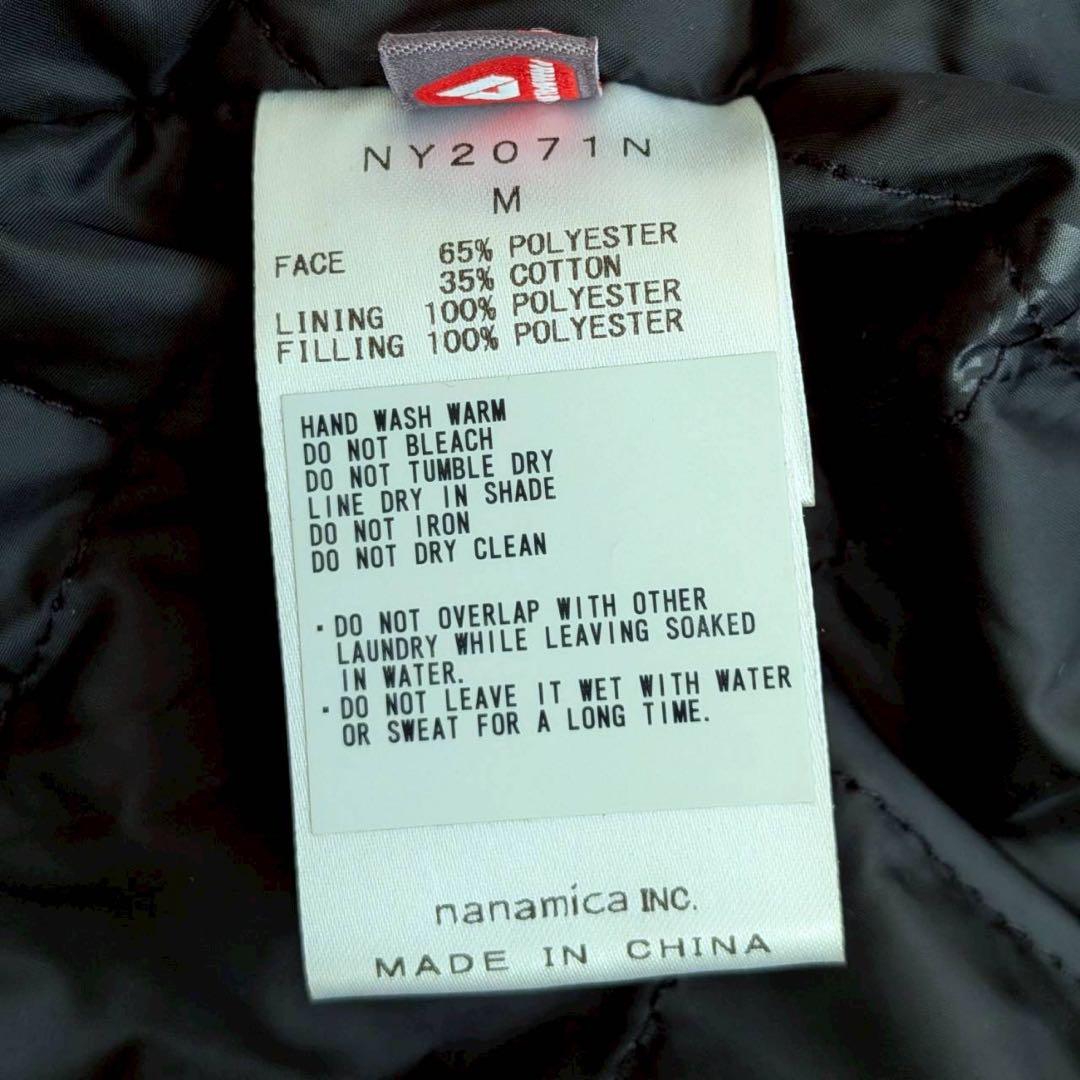 NY2071N
M
FACE 65% POLYESTER
35% COTTON
LINING 100% POLYESTER
FILLING 100% POLYESTER
HAND WASH WARM
DO NOT BLEACH
DO NOT TUMBLE DRY
LINE DRY IN SHADE
DO NOT IRON
DO NOT DRY CLEAN
・DO NOT OVERLAP WITH OTHER
LAUNDRY WHILE LEAVING SOAKED
IN WATER.
・DO NOT LEAVE IT WET WITH WATER
OR SWEAT FOR A LONG TIME.
nanamica INC.
MADE IN CHINA